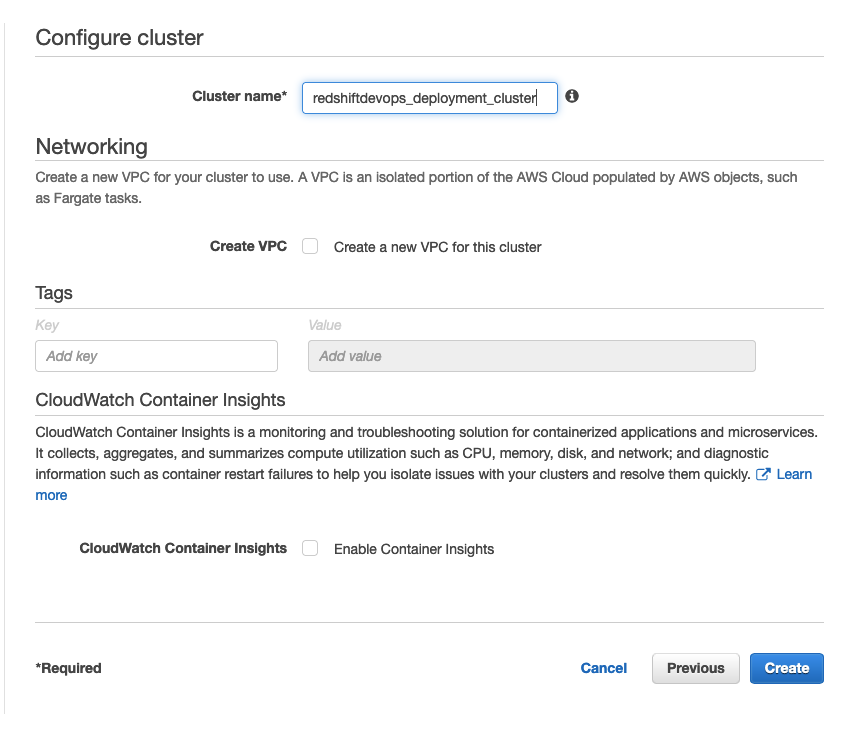 Configure cluster
Cluster name* redshiftdevops_deployment_cluster
Networking
Create a new VPC for your cluster to use. A VPC is an isolated portion of the AWS Cloud populated by AWS objects, such
as Fargate tasks.
Create VPC Create a new VPC for this cluster
Tags
Key Value
Add key Add value
CloudWatch Container Insights
CloudWatch Container Insights is a monitoring and troubleshooting solution for containerized applications and microservices.
It collects, aggregates, and summarizes compute utilization such as CPU, memory, disk, and network; and diagnostic
information such as container restart failures to help you isolate issues with your clusters and resolve them quickly. Learn
more
CloudWatch Container Insights Enable Container Insights
*Required Cancel Previous Create